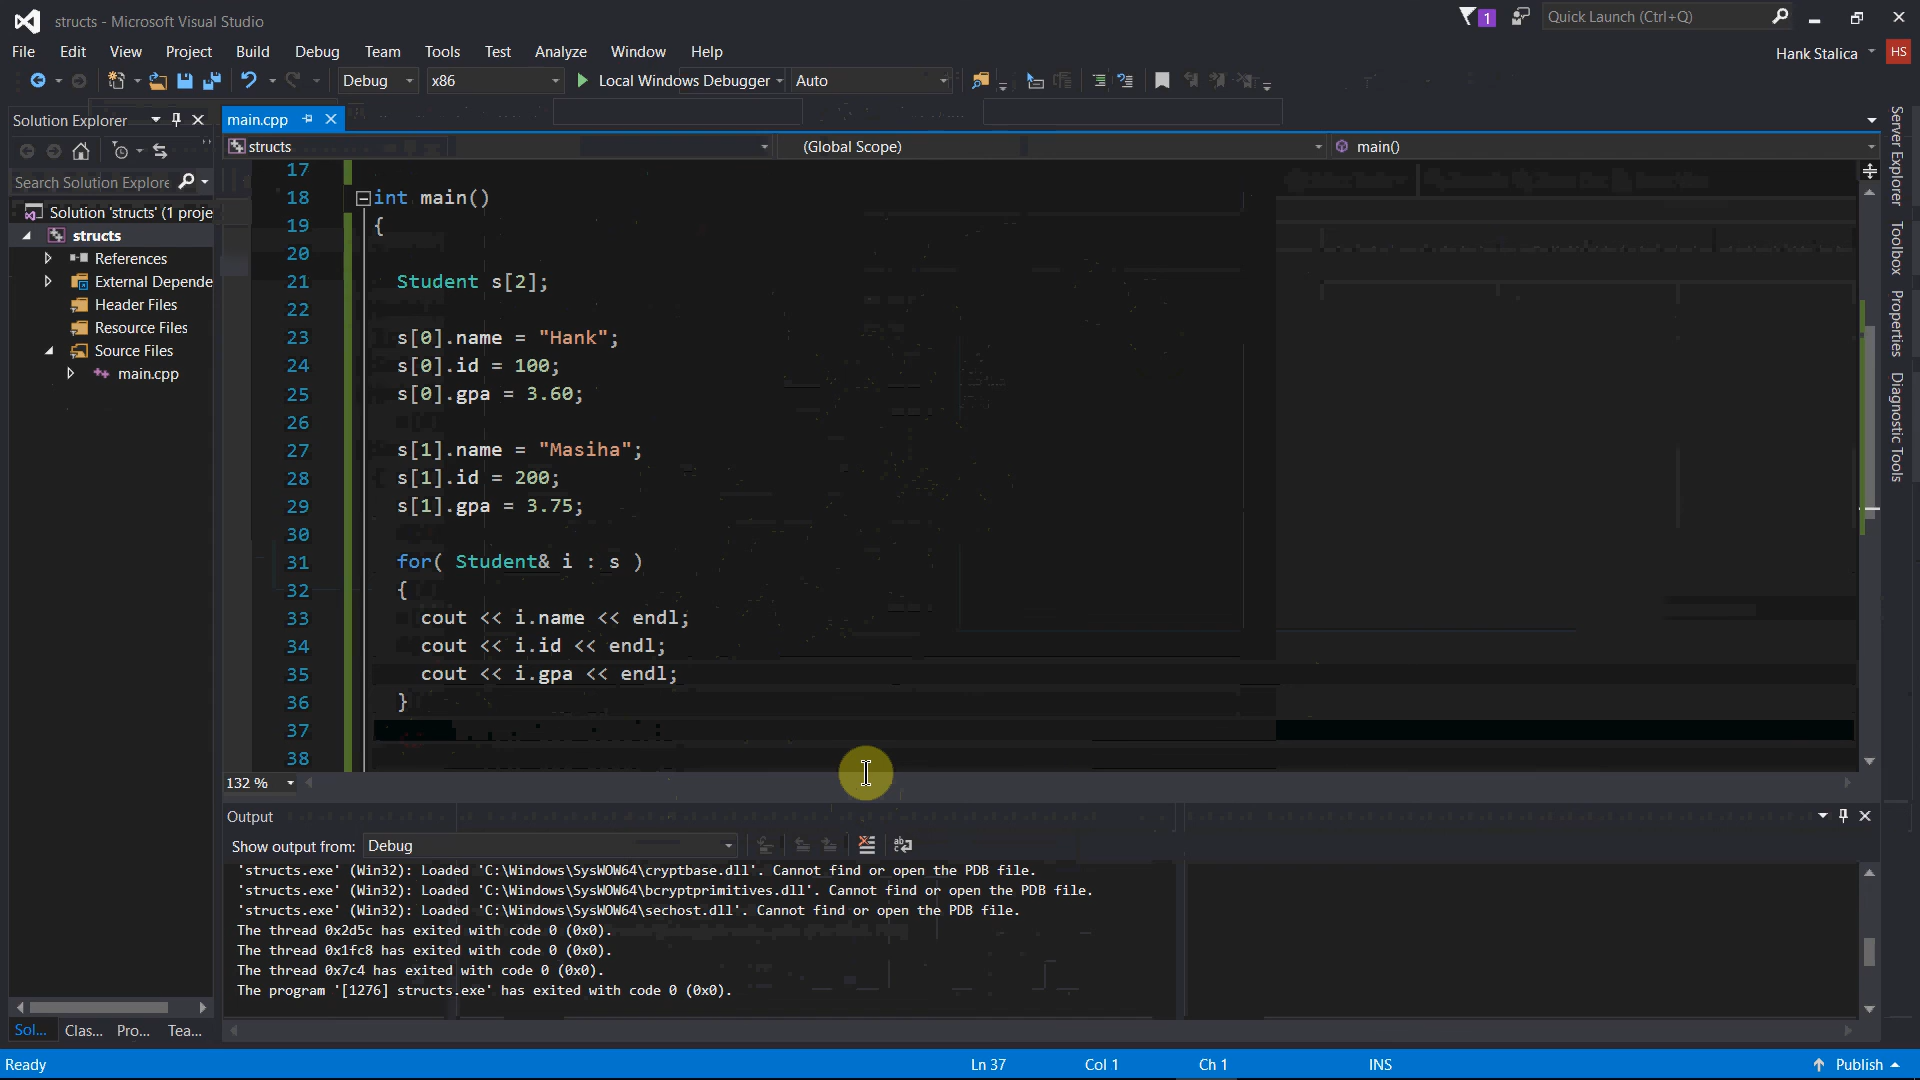 structs - Microsoft Visual Studio
1
Quick Launch (Ctrl+Q)
File Edit View Project Build Debug Team Tools Test Analyze Window Help
Hank Stalica HS
Debug x86 Local Windows Debugger Auto
Solution Explorer
main.cpp
structs (Global Scope) main()
Search Solution Explore
Solution 'structs' (1 proje
structs
References
External Depende
Header Files
Resource Files
Source Files
main.cpp
17
18 int main()
19 {
20
21 Student s[2];
22
23 s[0].name = "Hank";
24 s[0].id = 100;
25 s[0].gpa = 3.60;
26
27 s[1].name = "Masiha";
28 s[1].id = 200;
29 s[1].gpa = 3.75;
30
31 for( Student& i : s )
32 {
33 cout << i.name << endl;
34 cout << i.id << endl;
35 cout << i.gpa << endl;
36 }
37
38
132 %
Server Explorer
Toolbox
Properties
Diagnostic Tools
Output
Show output from: Debug
'structs.exe' (Win32): Loaded 'C:\Windows\SysWOW64\cryptbase.dll'. Cannot find or open the PDB file.
'structs.exe' (Win32): Loaded 'C:\Windows\SysWOW64\bcryptprimitives.dll'. Cannot find or open the PDB file.
'structs.exe' (Win32): Loaded 'C:\Windows\SysWOW64\sechost.dll'. Cannot find or open the PDB file.
The thread 0x2d5c has exited with code 0 (0x0).
The thread 0x1fc8 has exited with code 0 (0x0).
The thread 0x7c4 has exited with code 0 (0x0).
The program '[1276] structs.exe' has exited with code 0 (0x0).
Sol... Clas... Pro... Tea...
Ready Ln 37 Col 1 Ch 1 INS Publish